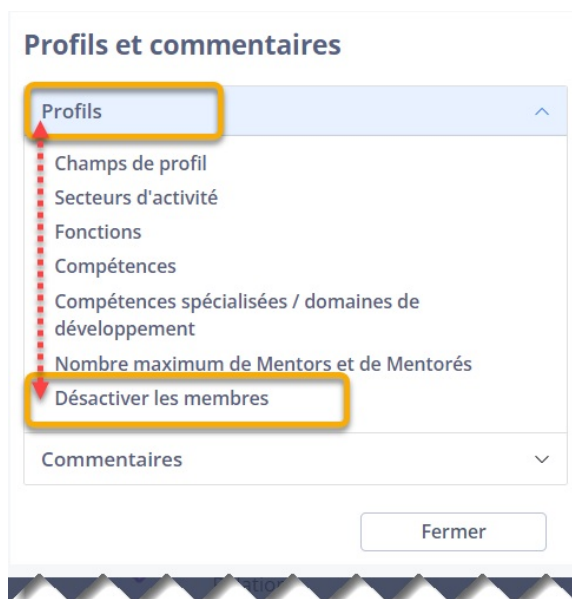 Profils et commentaires
Profils
Champs de profil
Secteurs d'activité
Fonctions
Compétences
Compétences spécialisées / domaines de
développement
Nombre maximum de Mentors et de Mentorés
Désactiver les membres
Commentaires
Fermer